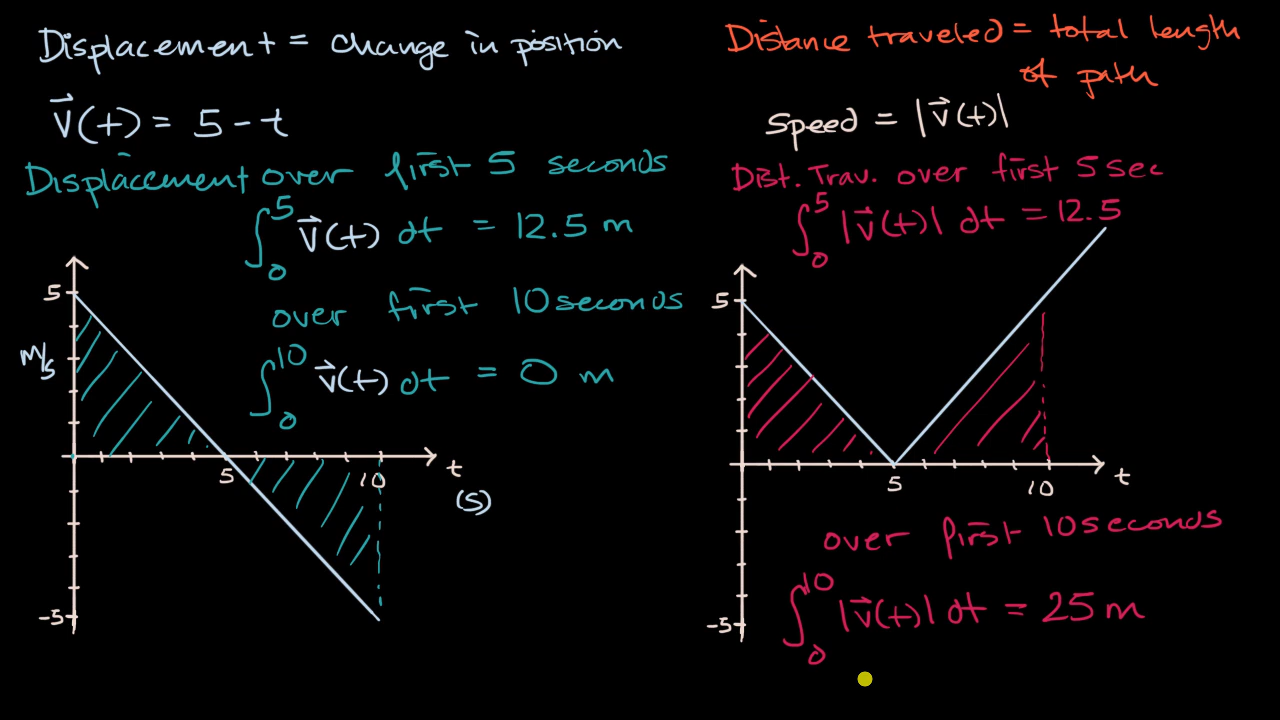 Displacement = change in position
v⃗(t) = 5 - t
Displacement over first 5 seconds
∫₀⁵ v⃗(t) dt = 12.5 m
over first 10 seconds
∫₀¹⁰ v⃗(t) dt = 0 m
5
M/s
5
10
t
(s)
-5
Distance traveled = total length
of path
Speed = |v⃗(t)|
Dist. Trav. over first 5 sec
∫₀⁵ |v⃗(t)| dt = 12.5
5
5
10
t
-5
over first 10 seconds
∫₀¹⁰ |v⃗(t)| dt = 25 m